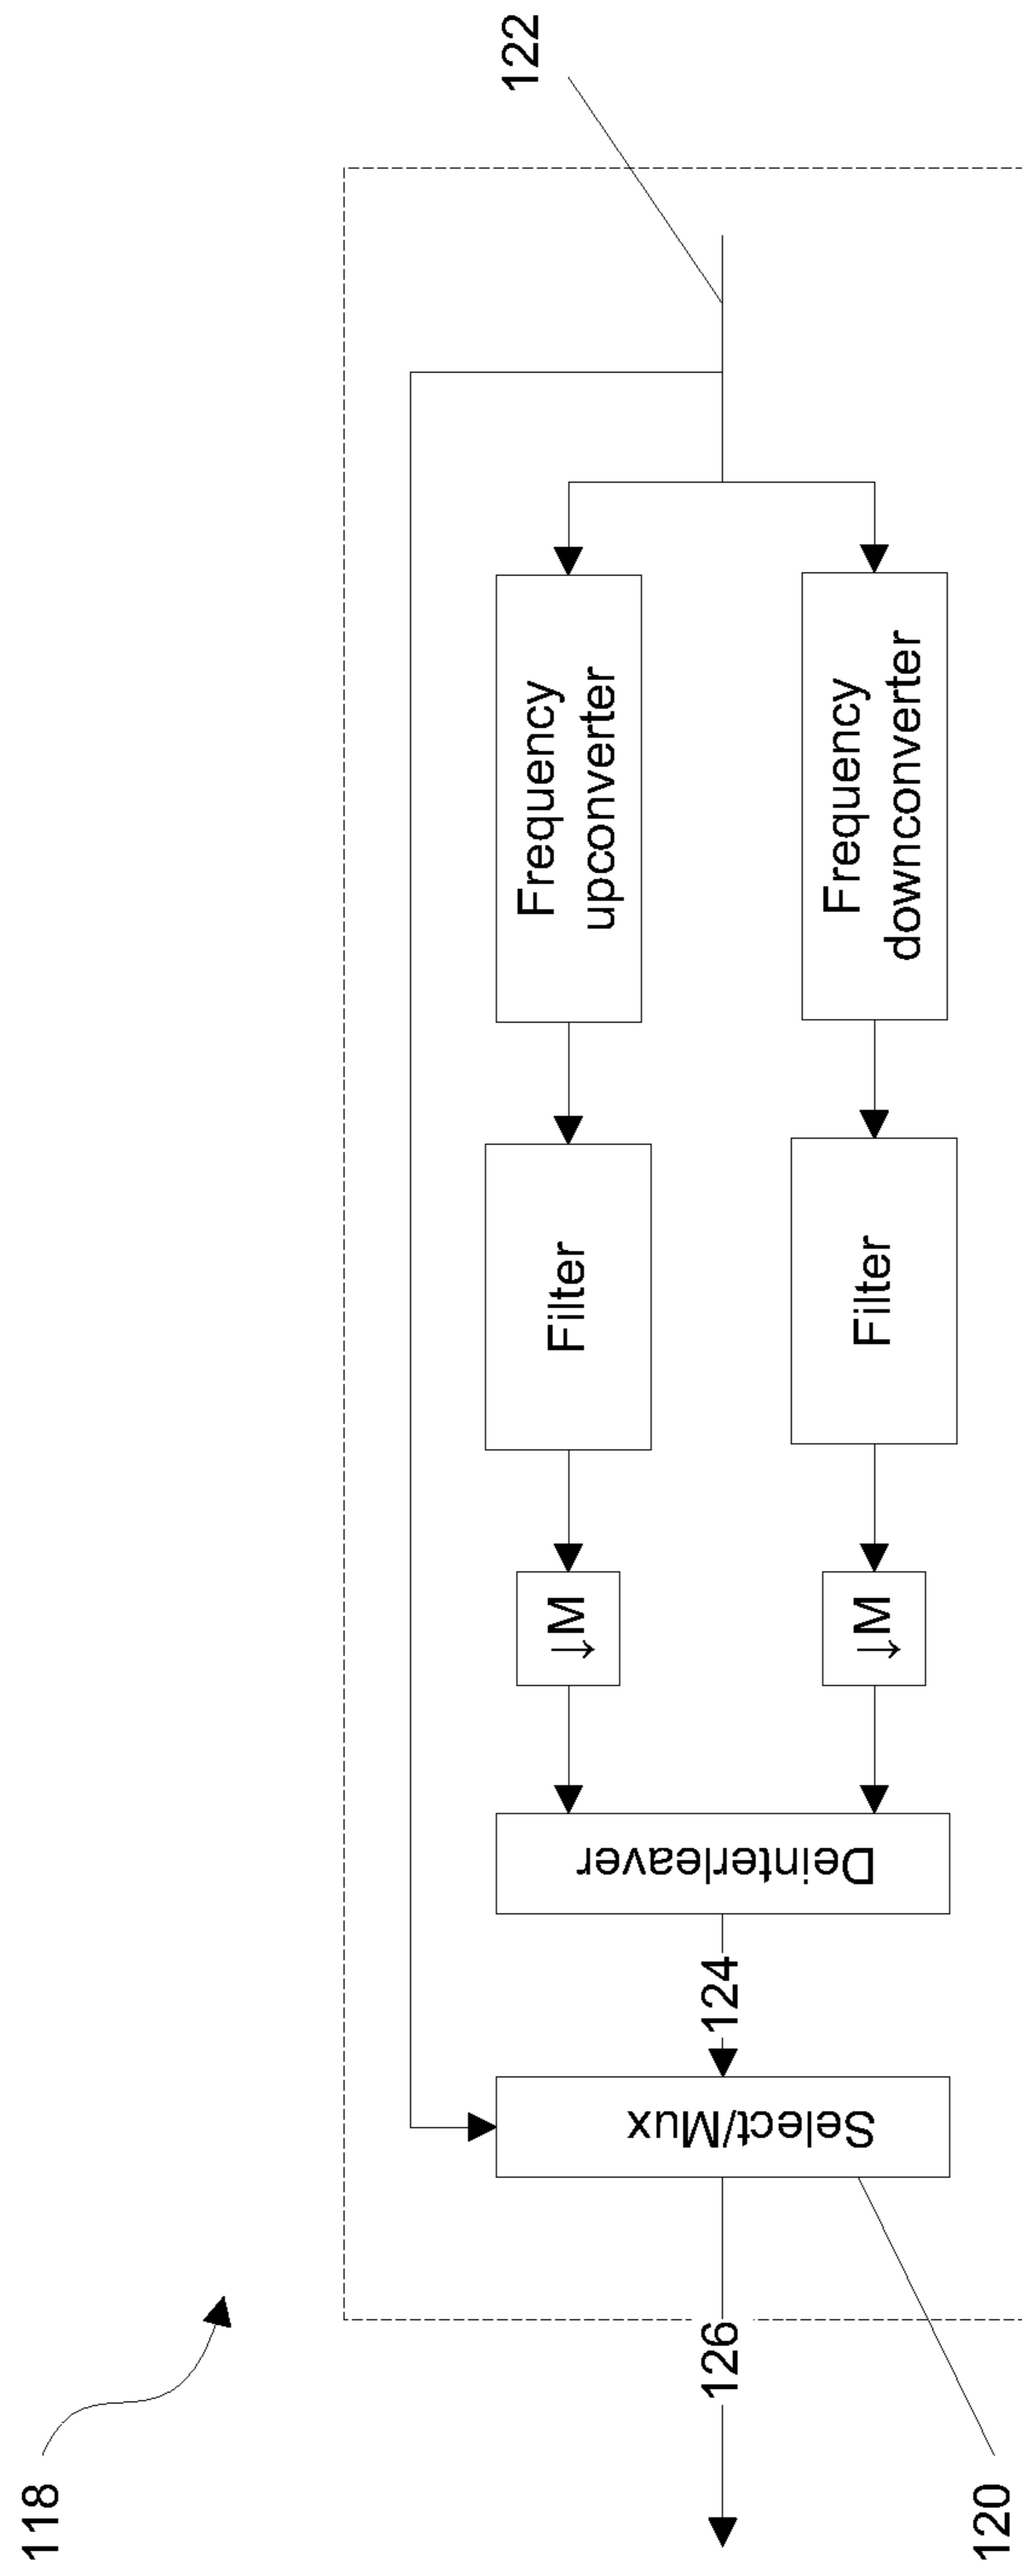 118
122
Frequency
upconverter
Filter
↓M
Frequency
downconverter
Filter
↓M
Deinterleaver
124
Select/Mux
126
120